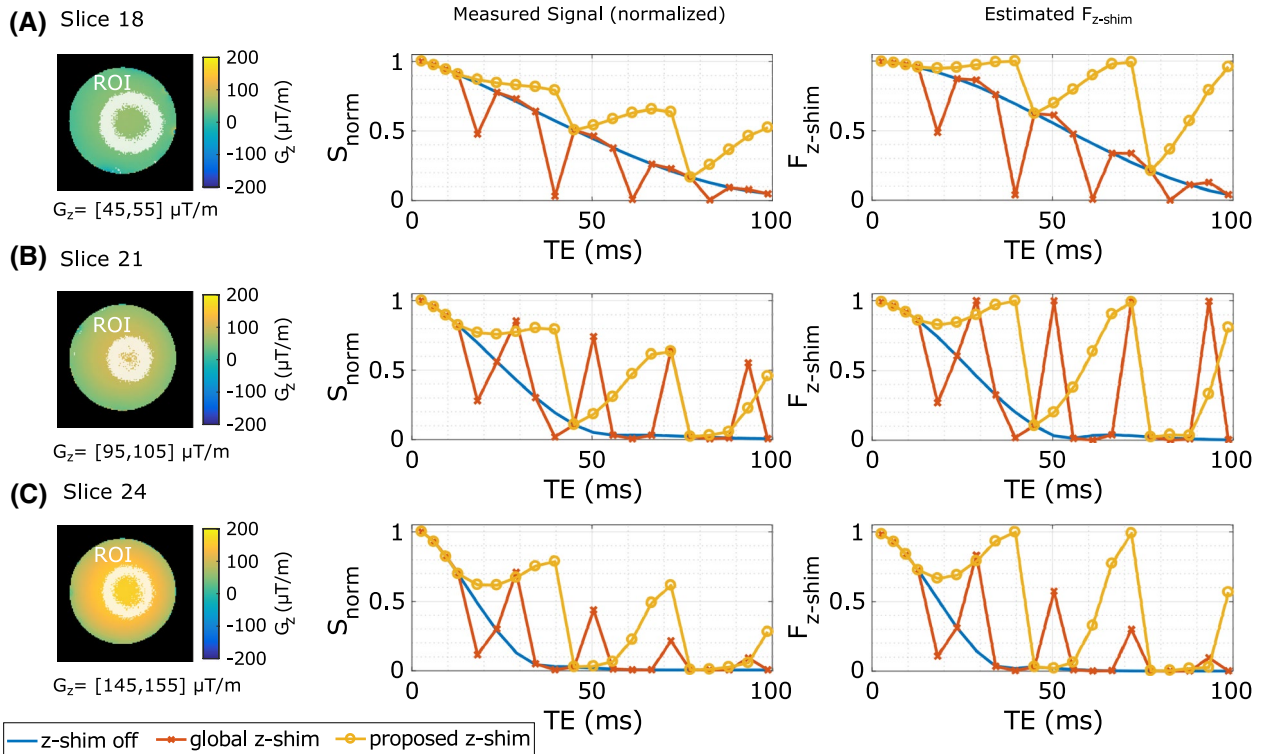 Measured Signal (normalized)
Estimated Fz-shim
(A) Slice 18
ROI
200
100
0
-100
-200
Gz (µT/m)
Gz= [45,55] µT/m
Snorm
1
0.5
0
0
50
100
TE (ms)
Fz-shim
1
0.5
0
0
50
100
TE (ms)
(B) Slice 21
ROI
200
100
0
-100
-200
Gz (µT/m)
Gz= [95,105] µT/m
Snorm
1
0.5
0
0
50
100
TE (ms)
Fz-shim
1
0.5
0
0
50
100
TE (ms)
(C) Slice 24
ROI
200
100
0
-100
-200
Gz (µT/m)
Gz= [145,155] µT/m
Snorm
1
0.5
0
0
50
100
TE (ms)
Fz-shim
1
0.5
0
0
50
100
TE (ms)
z-shim off global z-shim proposed z-shim